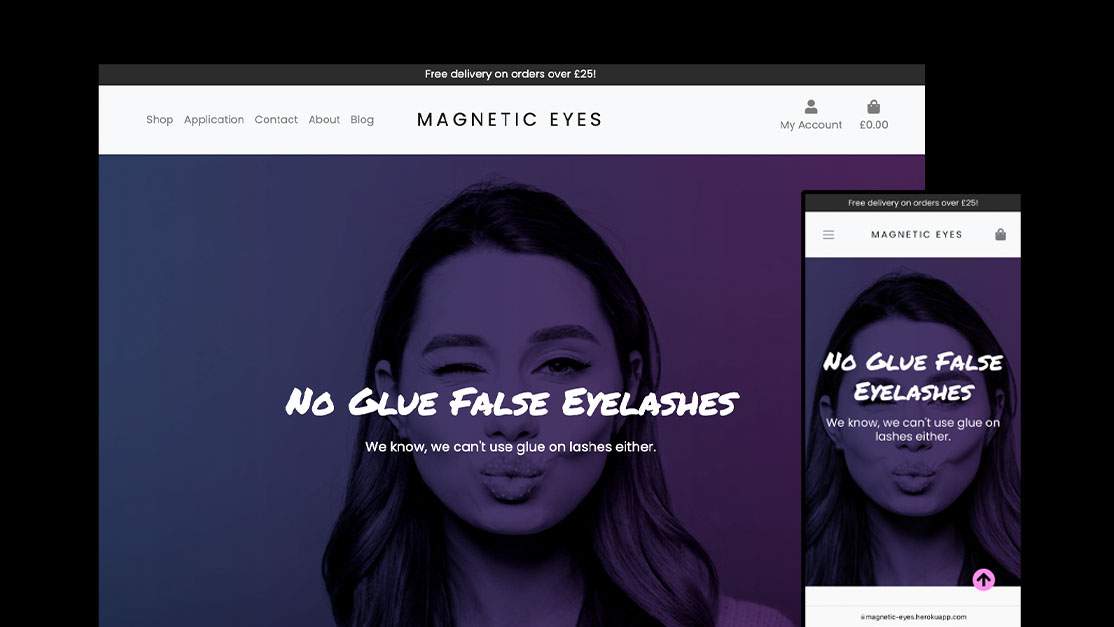 Free delivery on orders over £25!
Shop Application Contact About Blog
MAGNETIC EYES
My Account
£0.00
No Glue False Eyelashes
We know, we can't use glue on lashes either.
Free delivery on orders over £25!
MAGNETIC EYES
No Glue False
Eyelashes
We know, we can't use glue on
lashes either.
magnetic-eyes.herokuapp.com